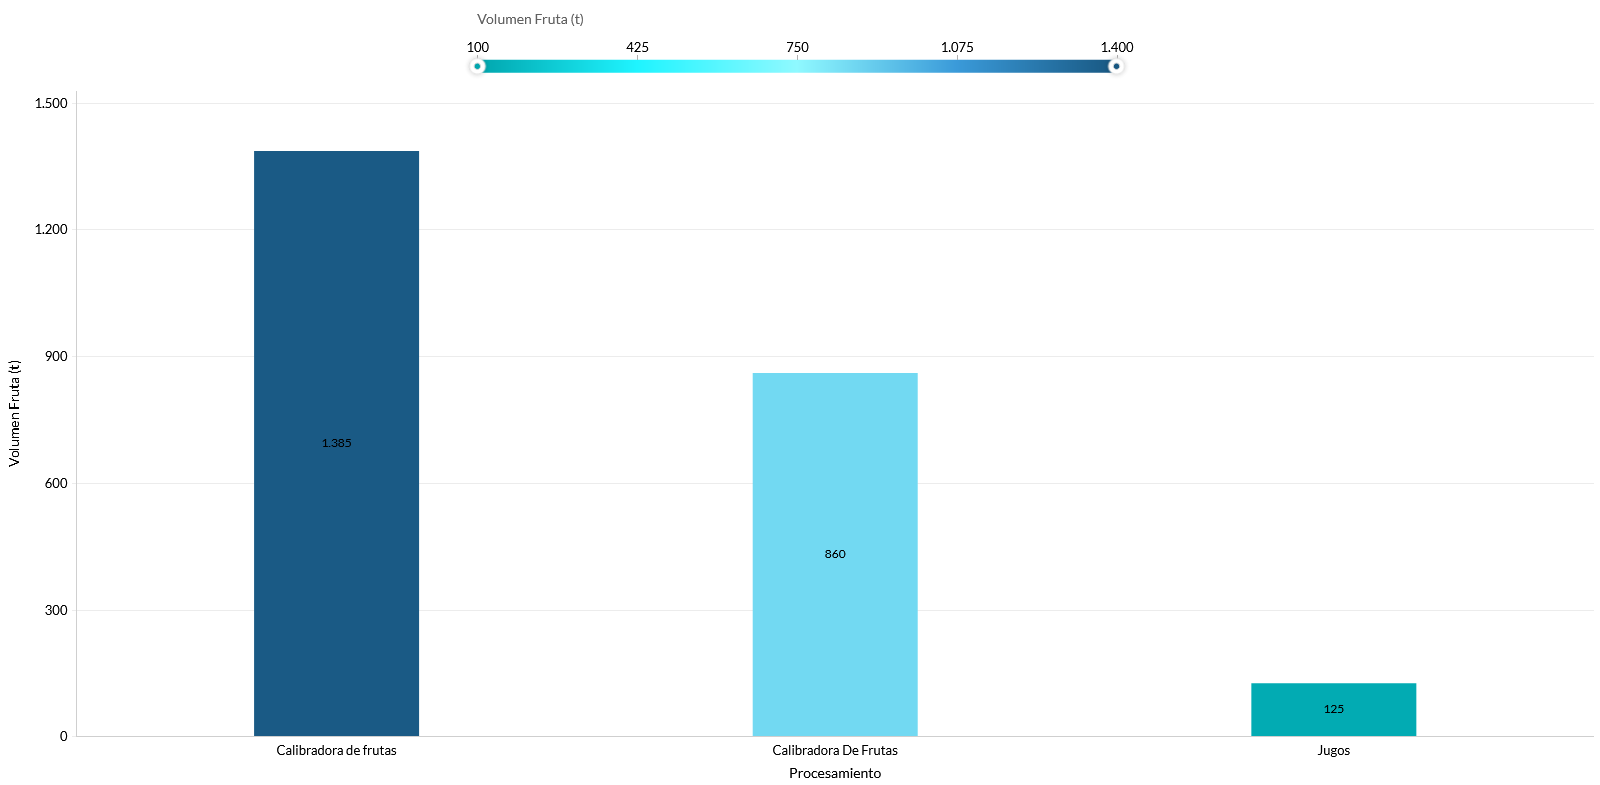 Volumen Fruta (t)
100 425 750 1.075 1.400
1.500
1.200
900
600
300
0
Volumen Fruta (t)
1.385
860
125
Calibradora de frutas Calibradora De Frutas Jugos
Procesamiento